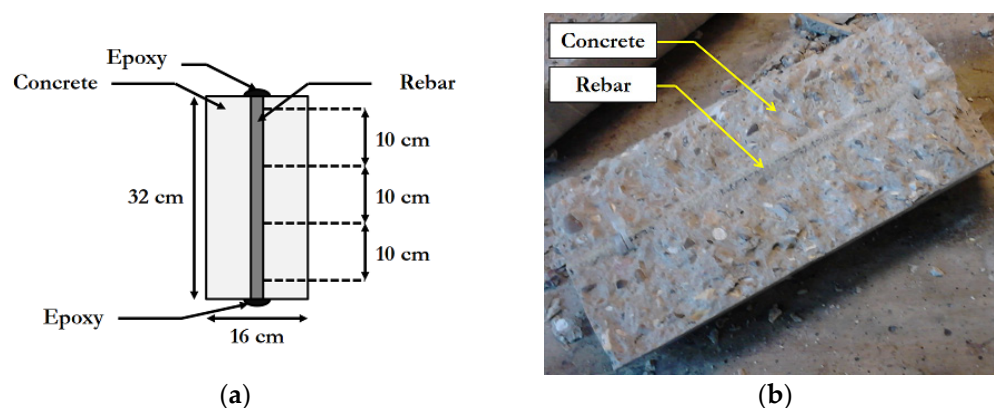 Epoxy
Concrete
Rebar
10 cm
32 cm
10 cm
10 cm
Epoxy
16 cm
(a)
Concrete
Rebar
(b)